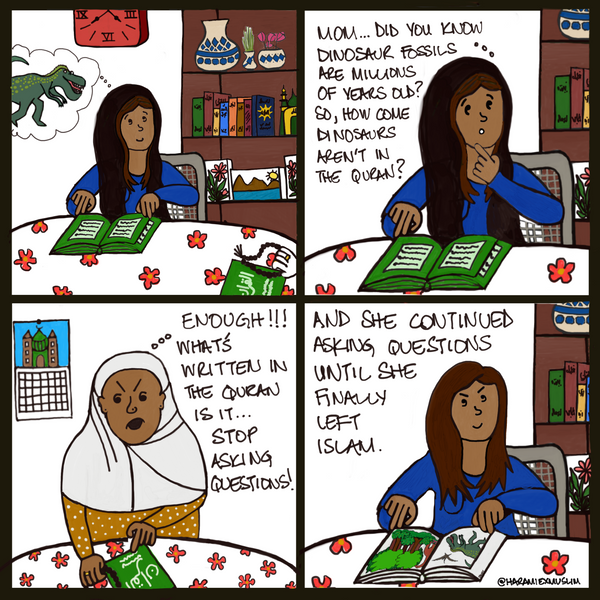 MOM... DID YOU KNOW
DINOSAUR FOSSILS
ARE MILLIONS
OF YEARS OLD?
SO, HOW COME
DINOSAURS
AREN'T IN
THE QURAN?
ENOUGH!!!
WHAT'S
WRITTEN IN
THE QURAN
IS IT...
STOP
ASKING
QUESTIONS!
AND SHE CONTINUED
ASKING QUESTIONS
UNTIL SHE
FINALLY
LEFT
ISLAM.
@HARAMIEXMUSLIM